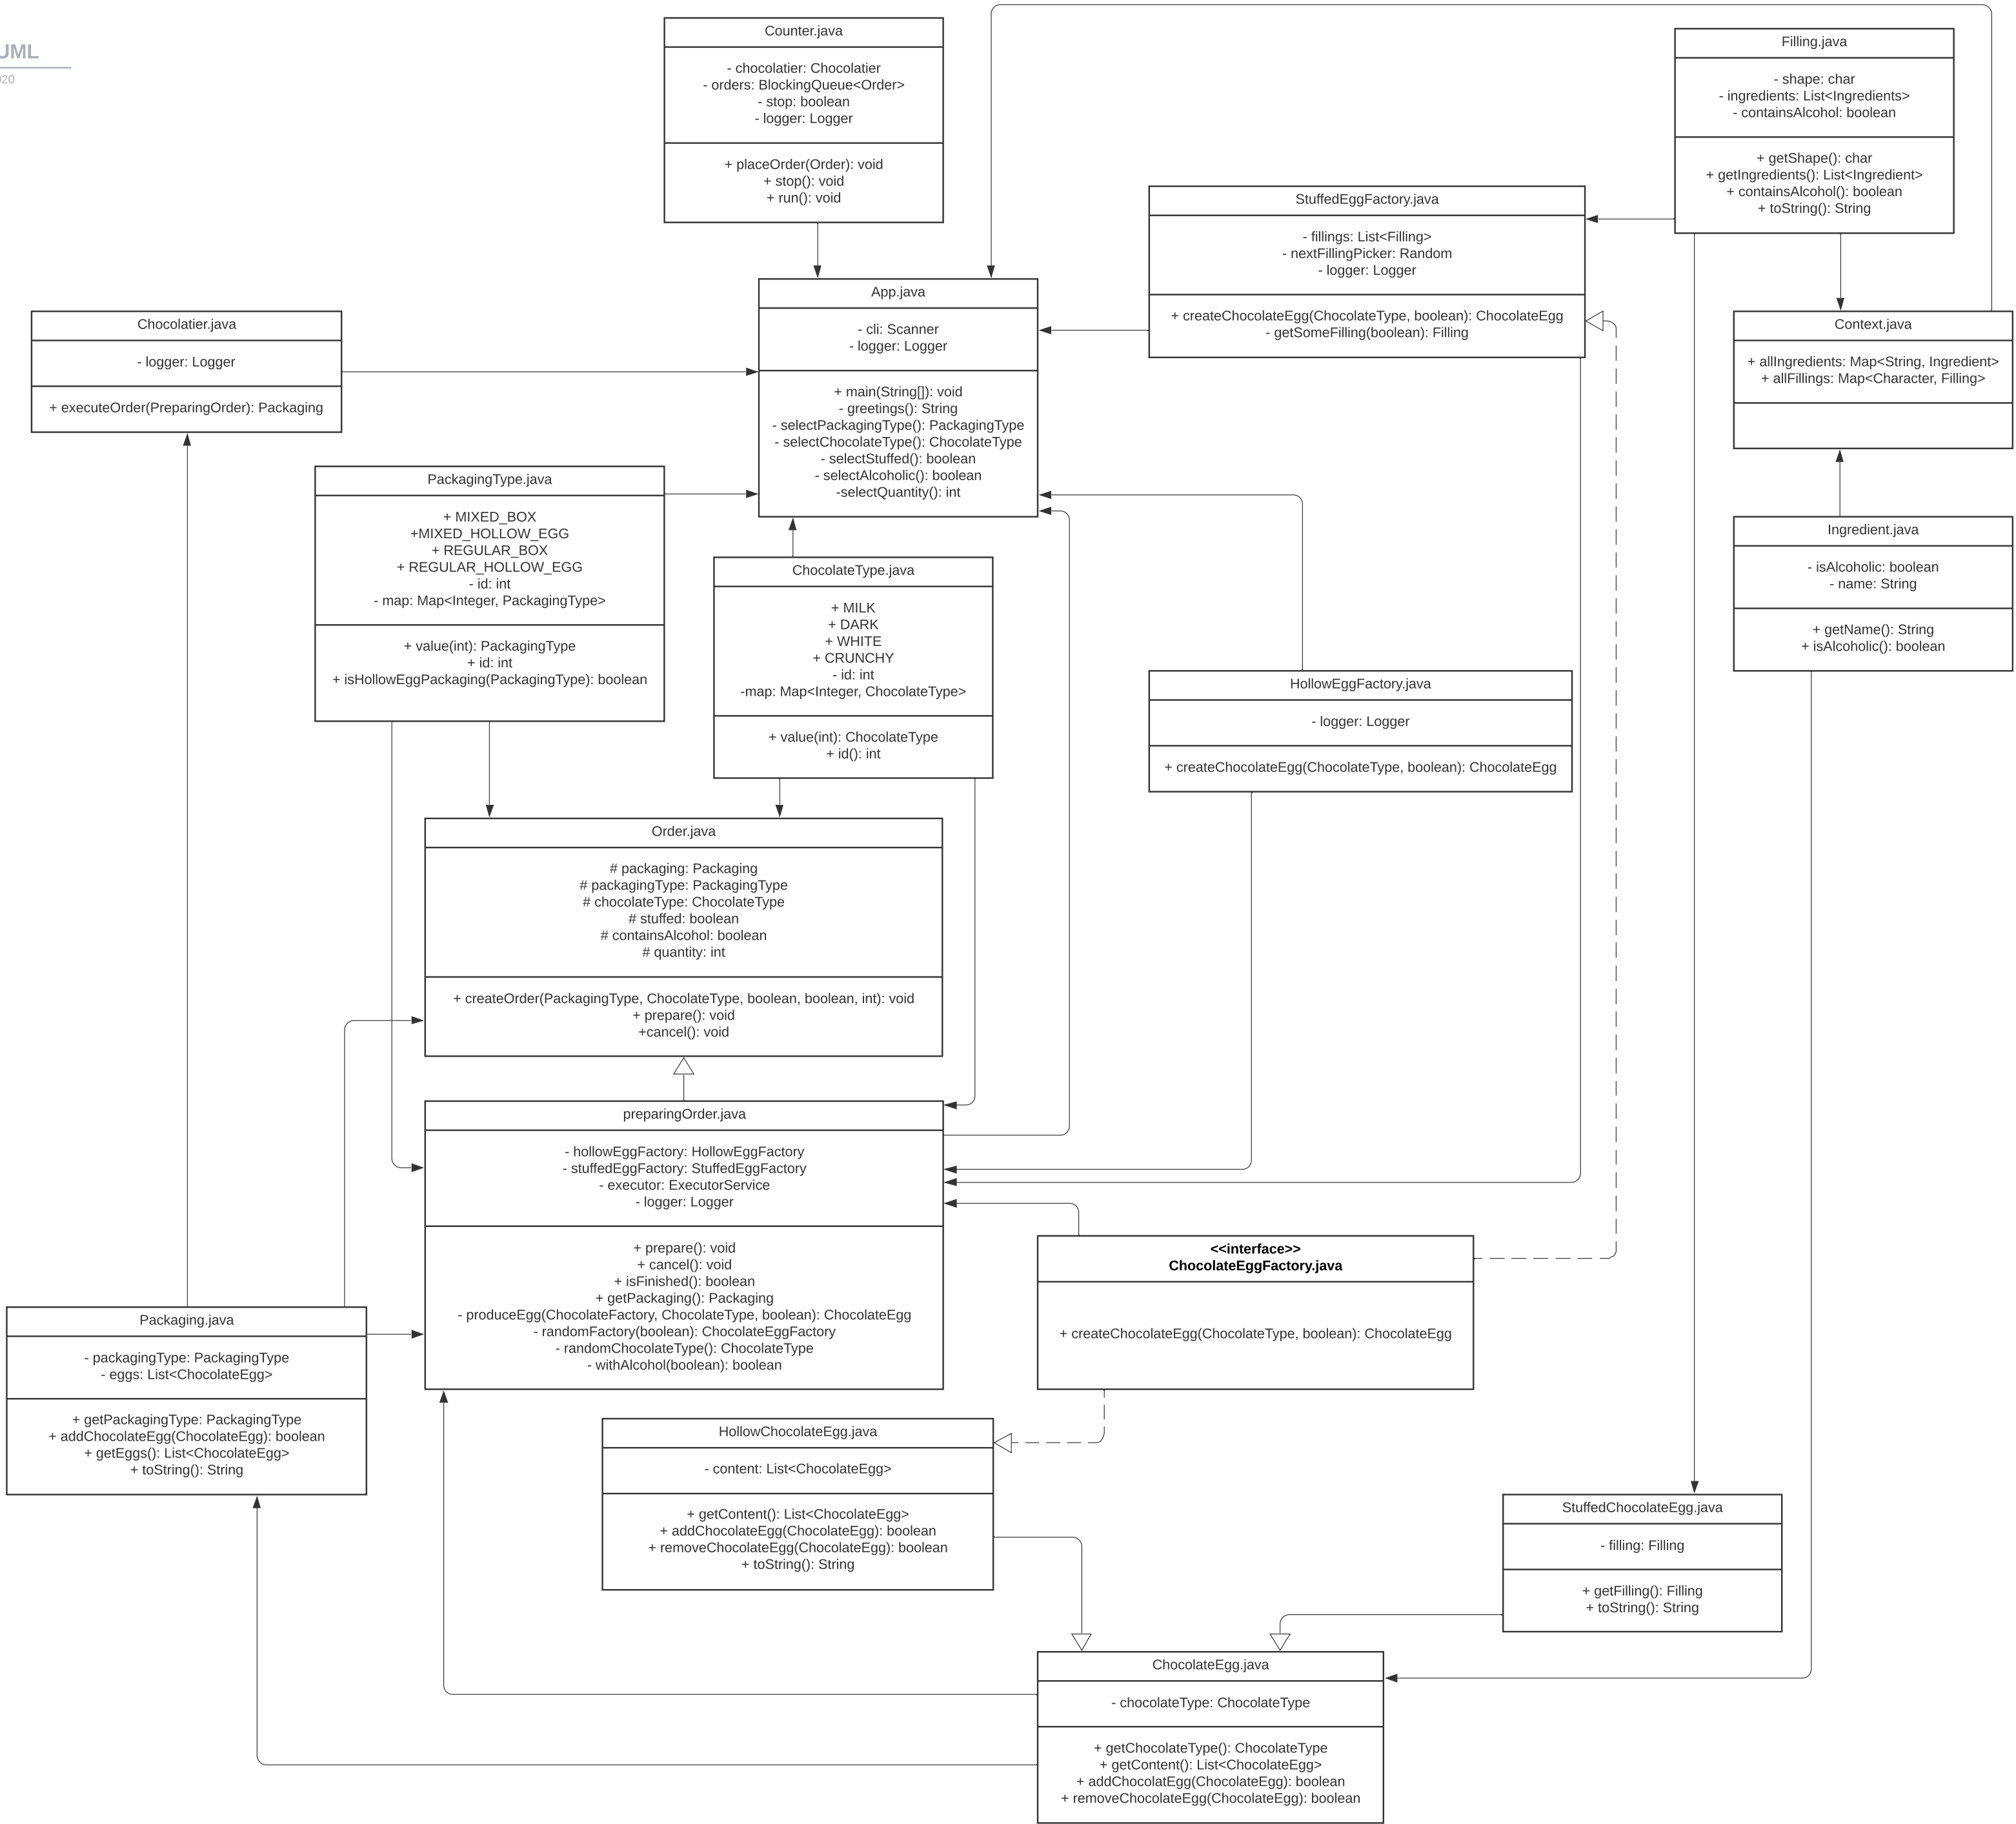 UML
020
Counter.java
- chocolatier: Chocolatier
- orders: BlockingQueue<Order>
- stop: boolean
- logger: Logger
+ placeOrder(Order): void
+ stop(): void
+ run(): void
Filling.java
- shape: char
- ingredients: List<Ingredients>
- containsAlcohol: boolean
+ getShape(): char
+ getIngredients(): List<Ingredient>
+ containsAlcohol(): boolean
+ toString(): String
StuffedEggFactory.java
- fillings: List<Filling>
- nextFillingPicker: Random
- logger: Logger
+ createChocolateEgg(ChocolateType, boolean): ChocolateEgg
- getSomeFilling(boolean): Filling
App.java
- cli: Scanner
- logger: Logger
+ main(String[]): void
- greetings(): String
- selectPackagingType(): PackagingType
- selectChocolateType(): ChocolateType
- selectStuffed(): boolean
- selectAlcoholic(): boolean
-selectQuantity(): int
Chocolatier.java
- logger: Logger
+ executeOrder(PreparingOrder): Packaging
Context.java
+ allIngredients: Map<String, Ingredient>
+ allFillings: Map<Character, Filling>
PackagingType.java
+ MIXED_BOX
+MIXED_HOLLOW_EGG
+ REGULAR_BOX
+ REGULAR_HOLLOW_EGG
- id: int
- map: Map<Integer, PackagingType>
+ value(int): PackagingType
+ id: int
+ isHollowEggPackaging(PackagingType): boolean
ChocolateType.java
+ MILK
+ DARK
+ WHITE
+ CRUNCHY
- id: int
-map: Map<Integer, ChocolateType>
+ value(int): ChocolateType
+ id(): int
Ingredient.java
- isAlcoholic: boolean
- name: String
+ getName(): String
+ isAlcoholic(): boolean
HollowEggFactory.java
- logger: Logger
+ createChocolateEgg(ChocolateType, boolean): ChocolateEgg
Order.java
# packaging: Packaging
# packagingType: PackagingType
# chocolateType: ChocolateType
# stuffed: boolean
# containsAlcohol: boolean
# quantity: int
+ createOrder(PackagingType, ChocolateType, boolean, boolean, int): void
+ prepare(): void
+cancel(): void
preparingOrder.java
- hollowEggFactory: HollowEggFactory
- stuffedEggFactory: StuffedEggFactory
- executor: ExecutorService
- logger: Logger
+ prepare(): void
+ cancel(): void
+ isFinished(): boolean
+ getPackaging(): Packaging
- produceEgg(ChocolateFactory, ChocolateType, boolean): ChocolateEgg
- randomFactory(boolean): ChocolateEggFactory
- randomChocolateType(): ChocolateType
- withAlcohol(boolean): boolean
<<interface>>
ChocolateEggFactory.java
+ createChocolateEgg(ChocolateType, boolean): ChocolateEgg
Packaging.java
- packagingType: PackagingType
- eggs: List<ChocolateEgg>
+ getPackagingType: PackagingType
+ addChocolateEgg(ChocolateEgg): boolean
+ getEggs(): List<ChocolateEgg>
+ toString(): String
HollowChocolateEgg.java
- content: List<ChocolateEgg>
+ getContent(): List<ChocolateEgg>
+ addChocolateEgg(ChocolateEgg): boolean
+ removeChocolateEgg(ChocolateEgg): boolean
+ toString(): String
StuffedChocolateEgg.java
- filling: Filling
+ getFilling(): Filling
+ toString(): String
ChocolateEgg.java
- chocolateType: ChocolateType
+ getChocolateType(): ChocolateType
+ getContent(): List<ChocolateEgg>
+ addChocolatEgg(ChocolateEgg): boolean
+ removeChocolateEgg(ChocolateEgg): boolean